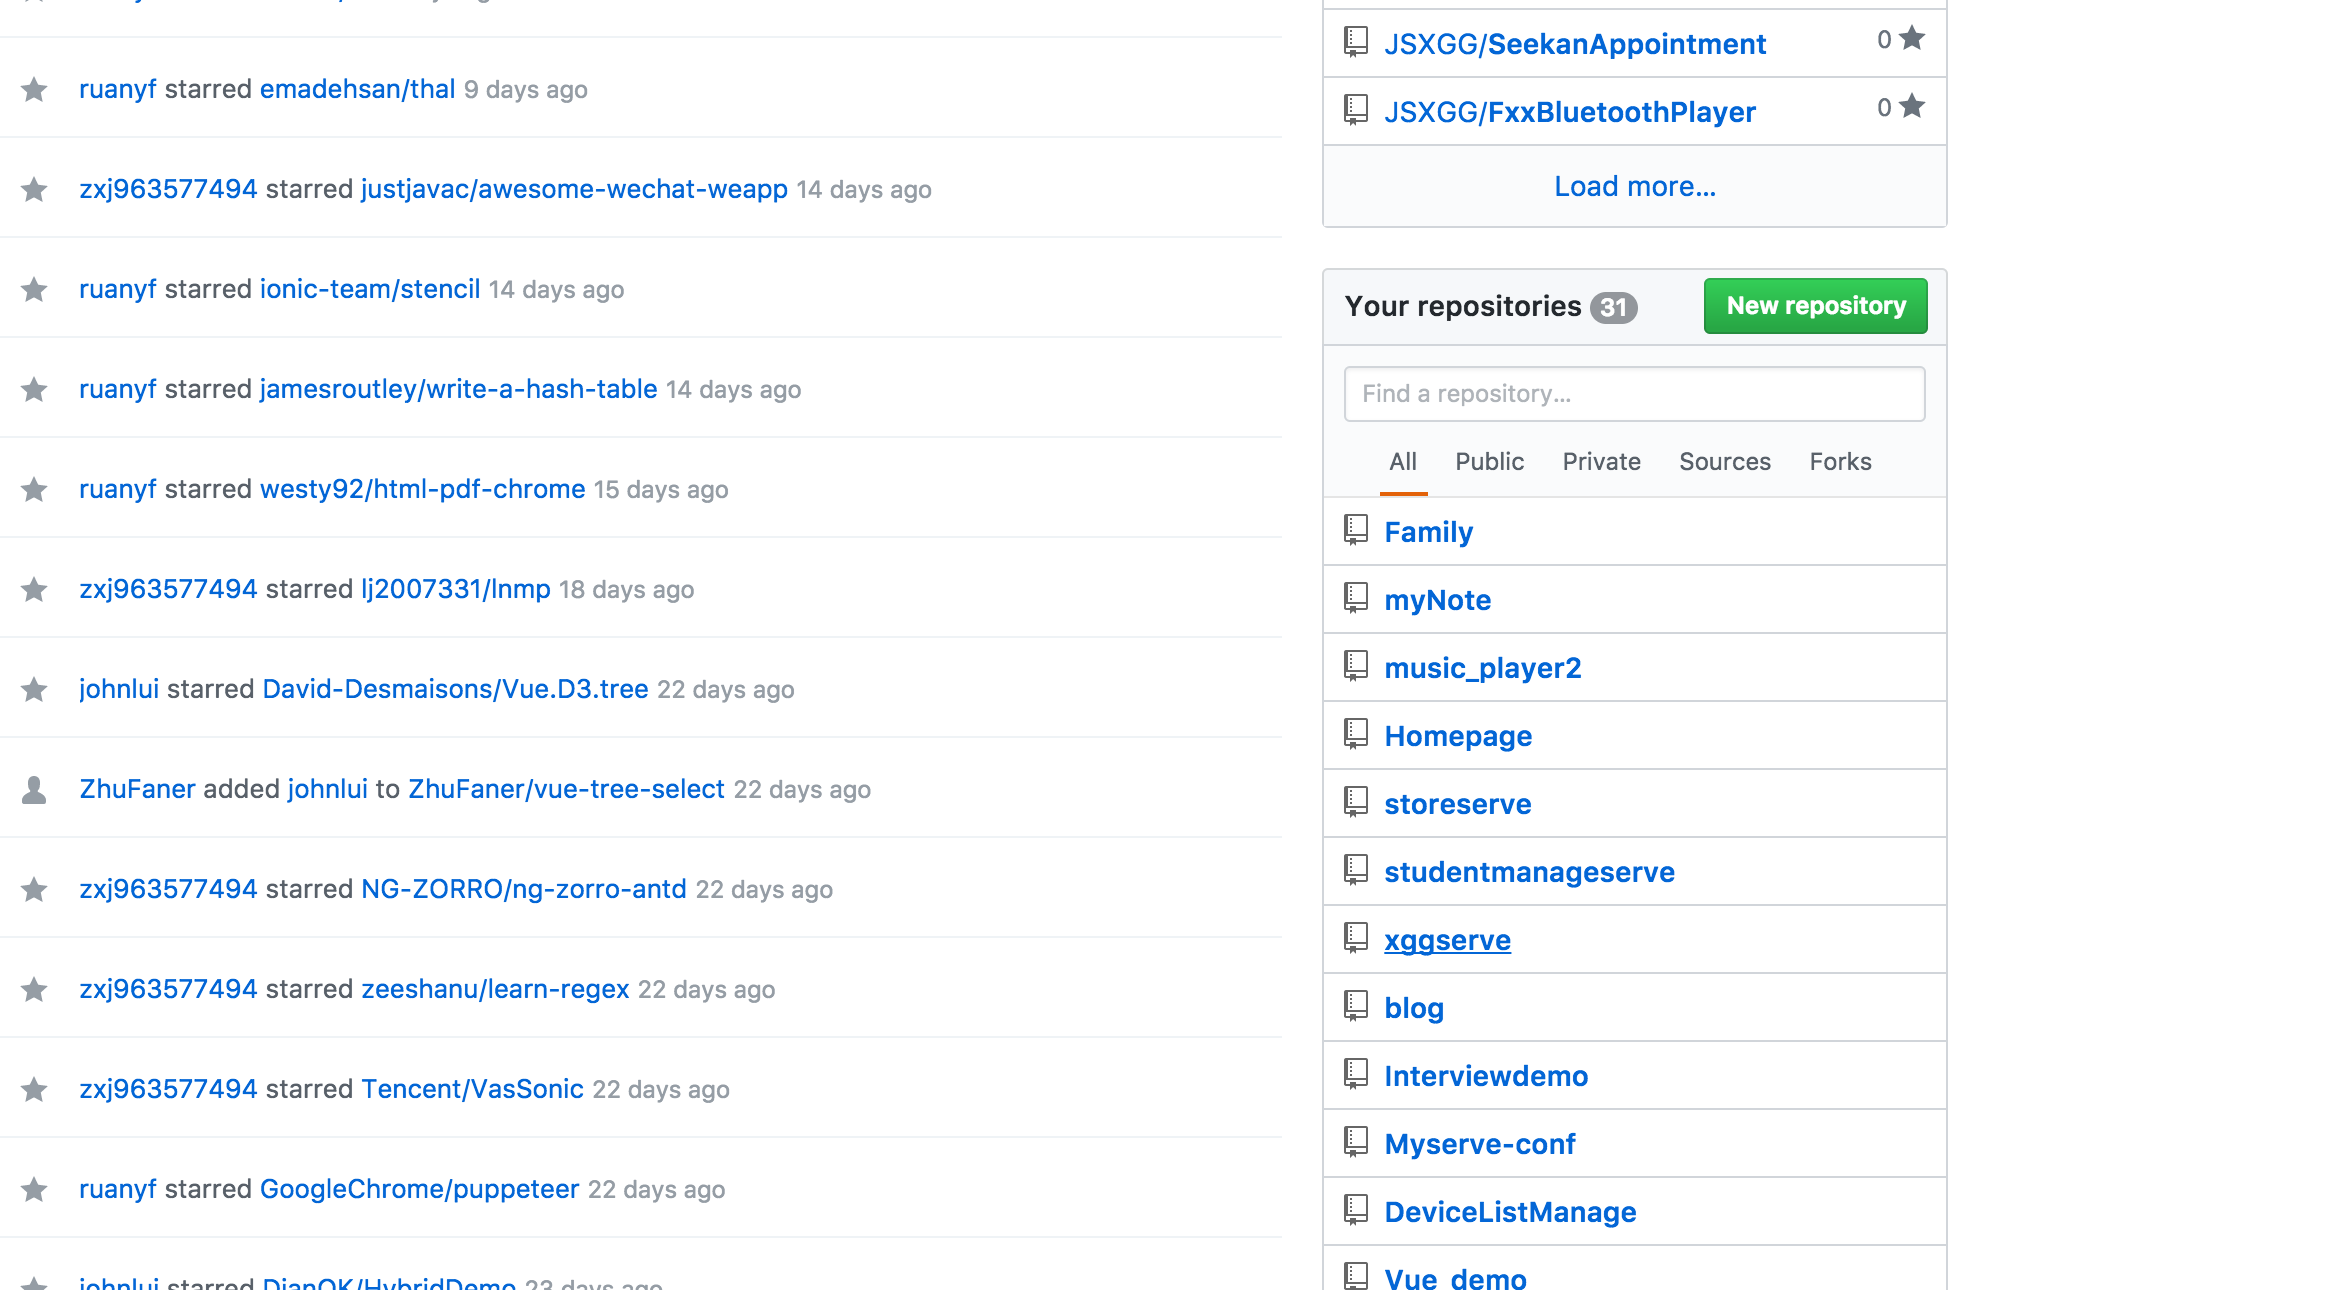 ruanyf starred emadehsan/thal 9 days ago
zxj963577494 starred justjavac/awesome-wechat-weapp 14 days ago
ruanyf starred ionic-team/stencil 14 days ago
ruanyf starred jamesroutley/write-a-hash-table 14 days ago
ruanyf starred westy92/html-pdf-chrome 15 days ago
zxj963577494 starred lj2007331/lnmp 18 days ago
johnlui starred David-Desmaisons/Vue.D3.tree 22 days ago
ZhuFaner added johnlui to ZhuFaner/vue-tree-select 22 days ago
zxj963577494 starred NG-ZORRO/ng-zorro-antd 22 days ago
zxj963577494 starred zeeshanu/learn-regex 22 days ago
zxj963577494 starred Tencent/VasSonic 22 days ago
ruanyf starred GoogleChrome/puppeteer 22 days ago
johnlui starred DianQK/HybridDemo 23 days ago
JSXGG/SeekanAppointment 0
JSXGG/FxxBluetoothPlayer 0
Load more...
Your repositories 31 New repository
Find a repository...
All Public Private Sources Forks
Family
myNote
music_player2
Homepage
storeserve
studentmanageserve
xggserve
blog
Interviewdemo
Myserve-conf
DeviceListManage
Vue_demo